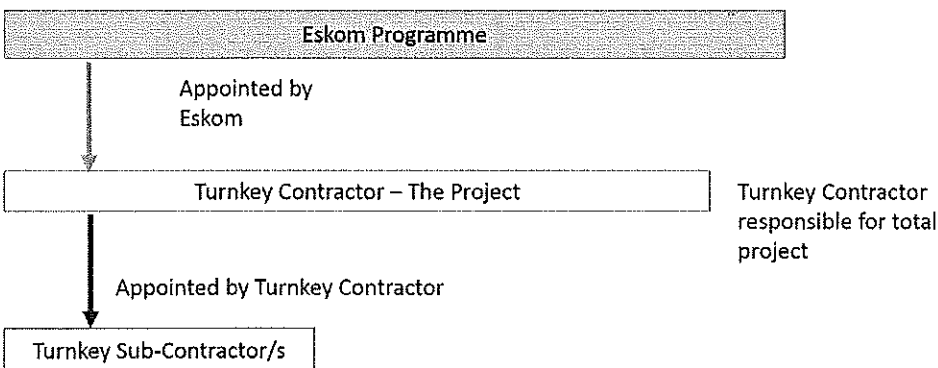 Eskom Programme
Appointed by
Eskom
Turnkey Contractor – The Project
Turnkey Contractor
responsible for total
project
Appointed by Turnkey Contractor
Turnkey Sub-Contractor/s